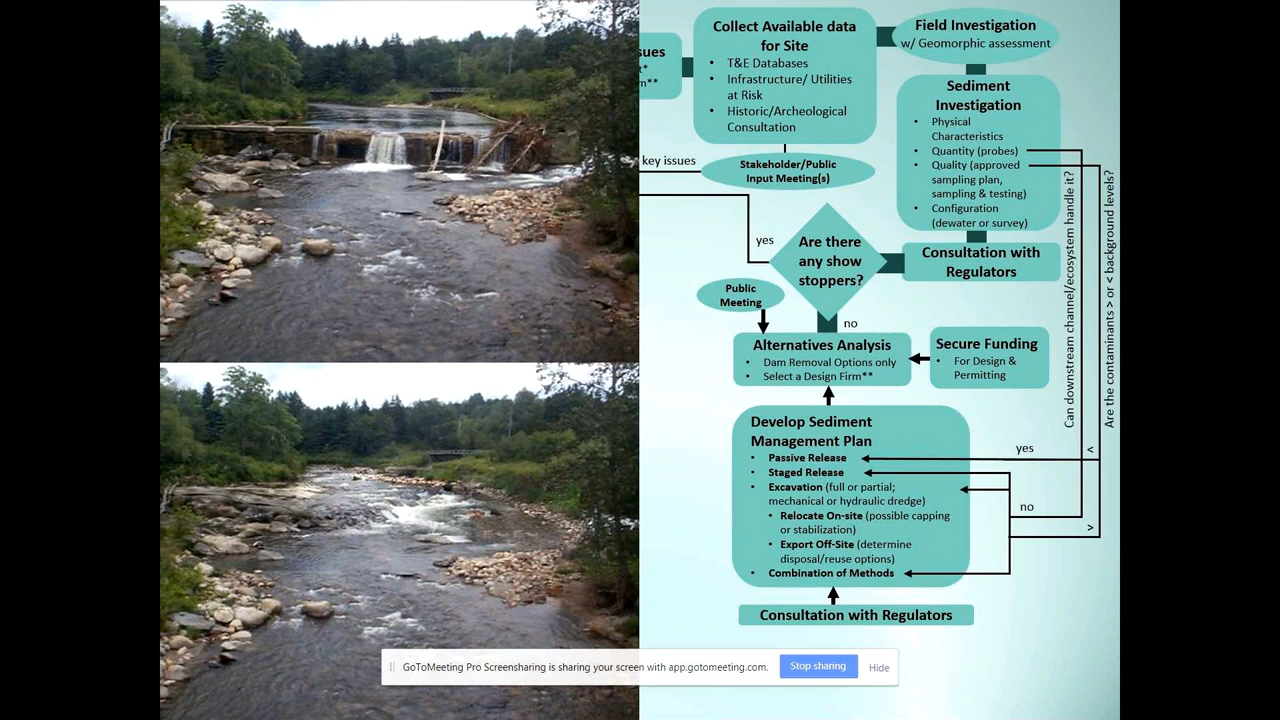 sues
t*
m**
Collect Available data
for Site
• T&E Databases
• Infrastructure/ Utilities
at Risk
• Historic/Archeological
Consultation
Field Investigation
w/ Geomorphic assessment
Sediment
Investigation
• Physical
Characteristics
• Quantity (probes)
• Quality (approved
sampling plan,
sampling & testing)
• Configuration
(dewater or survey)
key issues
Stakeholder/Public
Input Meeting(s)
yes
Are there
any show
stoppers?
Consultation with
Regulators
Can downstream channel/ecosystem handle it?
Are the contaminants > or < background levels?
Public
Meeting
no
Alternatives Analysis
• Dam Removal Options only
• Select a Design Firm**
Secure Funding
• For Design &
Permitting
Develop Sediment
Management Plan
• Passive Release
• Staged Release
• Excavation (full or partial;
mechanical or hydraulic dredge)
• Relocate On-site (possible capping
or stabilization)
• Export Off-Site (determine
disposal/reuse options)
• Combination of Methods
yes
<
no
>
Consultation with Regulators
GoToMeeting Pro Screensharing is sharing your screen with app.gotomeeting.com.
Stop sharing
Hide